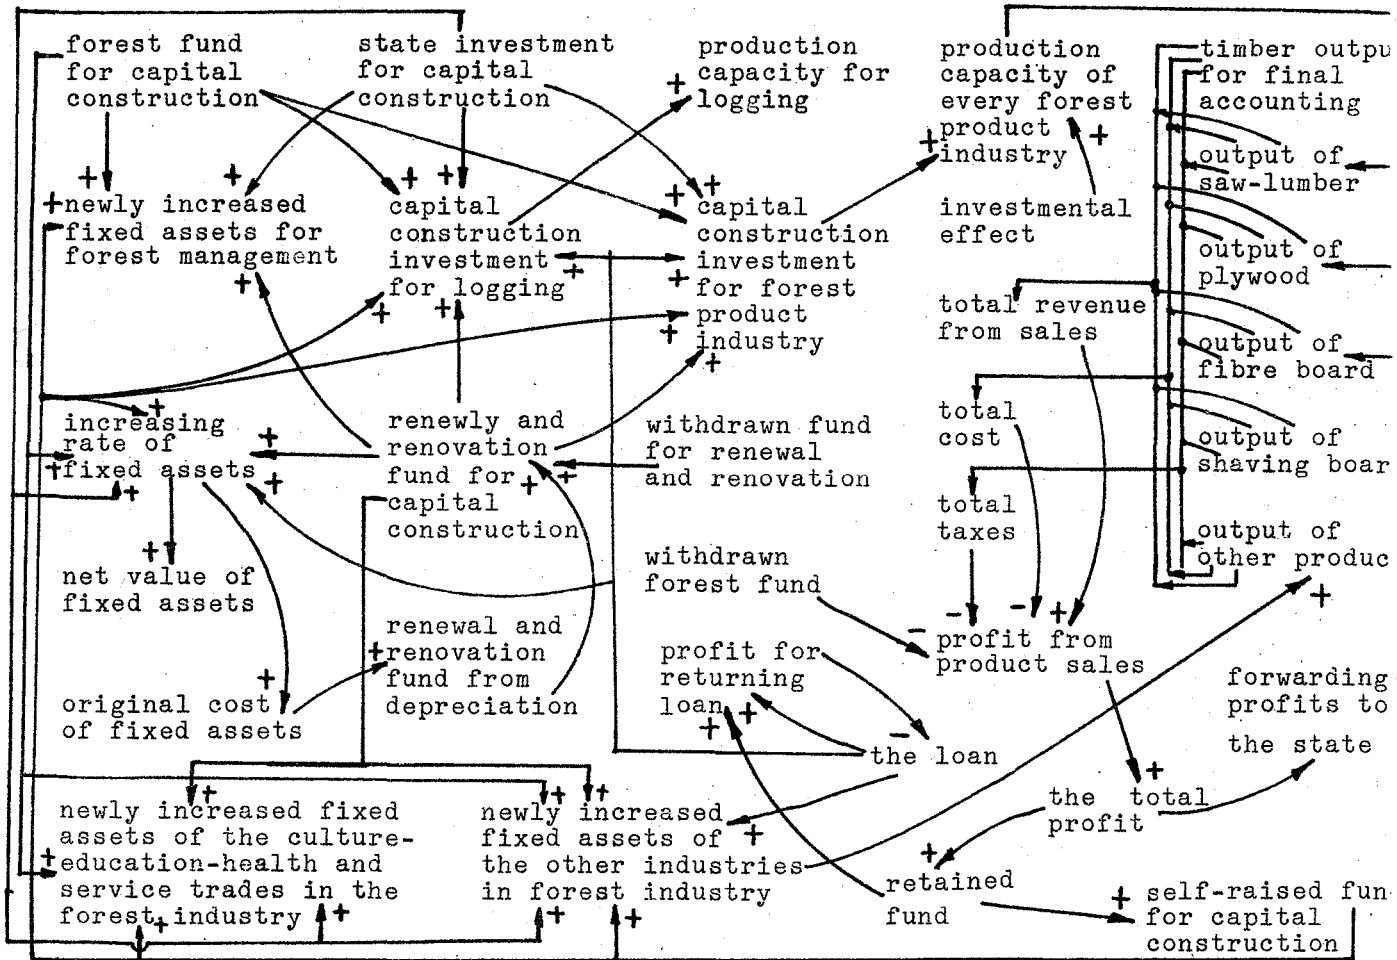 forest fund
for capital
construction
state investment
for capital
construction
production
capacity for
logging
production
capacity of
every forest
product
industry
timber outpu
for final
accounting
output of
saw-lumber
newly increased
fixed assets for
forest management
capital
construction
investment
for logging
capital
construction
investment
for forest
product
industry
investmental
effect
output of
plywood
total revenue
from sales
output of
fibre board
increasing
rate of
fixed assets
renewly and
renovation
fund for
capital
construction
withdrawn fund
for renewal
and renovation
total
cost
output of
shaving boar
total
taxes
output of
other produc
net value of
fixed assets
withdrawn
forest fund
renewal and
renovation
fund from
depreciation
profit for
returning
loan
profit from
product sales
original cost
of fixed assets
forwarding
profits to
the state
the loan
newly increased fixed
assets of the culture-
education-health and
service trades in the
forest industry
newly increased
fixed assets of
the other industries
in forest industry
the total
profit
retained
fund
self-raised fun
for capital
construction